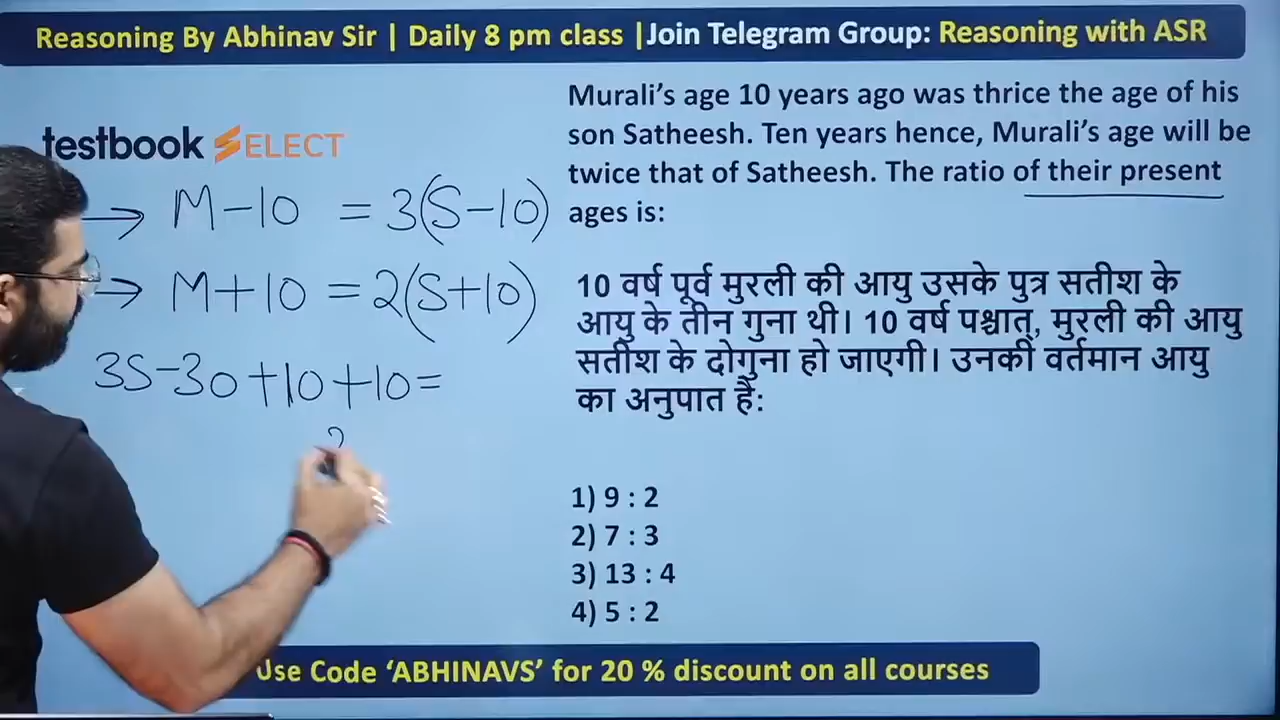 Reasoning By Abhinav Sir | Daily 8 pm class |Join Telegram Group: Reasoning with ASR
testbook SELECT
Murali's age 10 years ago was thrice the age of his
son Satheesh. Ten years hence, Murali's age will be
twice that of Satheesh. The ratio of their present
ages is:
→ M-10 = 3(S-10)
→ M+10 = 2(S+10)
3S-30+10+10=
2
10 वर्ष पूर्व मुरली की आयु उसके पुत्र सतीश के
आयु के तीन गुना थी। 10 वर्ष पश्चात्, मुरली की आयु
सतीश के दोगुना हो जाएगी। उनकी वर्तमान आयु
का अनुपात है:
1) 9 : 2
2) 7 : 3
3) 13 : 4
4) 5 : 2
Use Code 'ABHINAVS' for 20 % discount on all courses